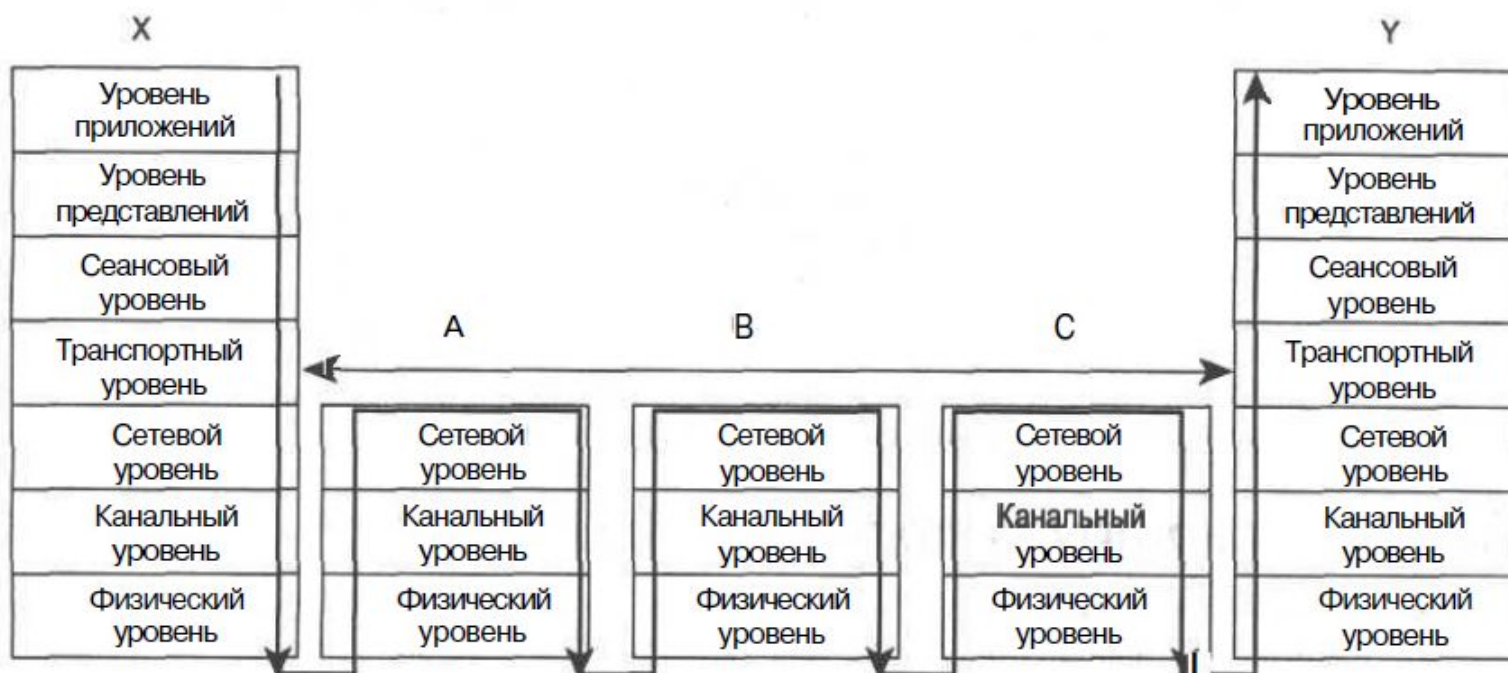 X
Y
Уровень
приложений
Уровень
приложений
Уровень
представлений
Уровень
представлений
Сеансовый
уровень
Сеансовый
уровень
A
B
C
Транспортный
уровень
Транспортный
уровень
Сетевой
уровень
Сетевой
уровень
Сетевой
уровень
Сетевой
уровень
Сетевой
уровень
Канальный
уровень
Канальный
уровень
Канальный
уровень
Канальный
уровень
Канальный
уровень
Физический
уровень
Физический
уровень
Физический
уровень
Физический
уровень
Физический
уровень